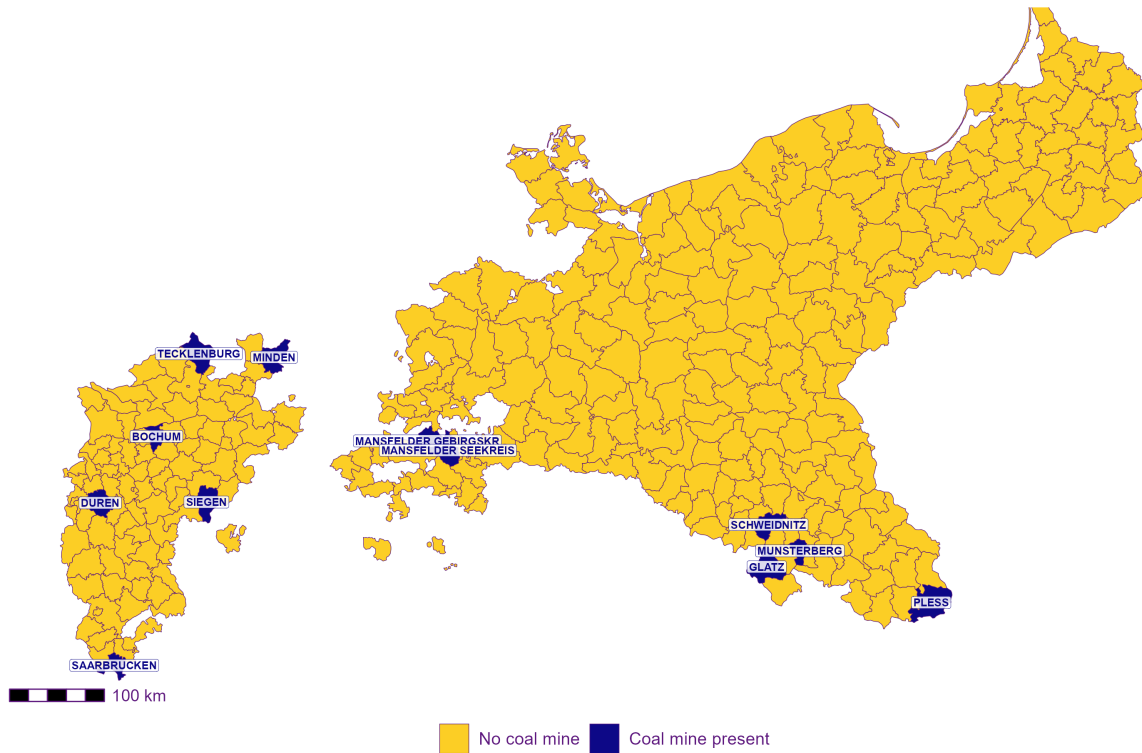 TECKLENBURG
MINDEN
BOCHUM
MANSFELDER GEBIRGSKR
MANSFELDER SEEKREIS
DUREN
SIEGEN
SCHWEIDNITZ
MUNSTERBERG
GLATZ
PLESS
SAARBRUCKEN
100 km
No coal mine
Coal mine present